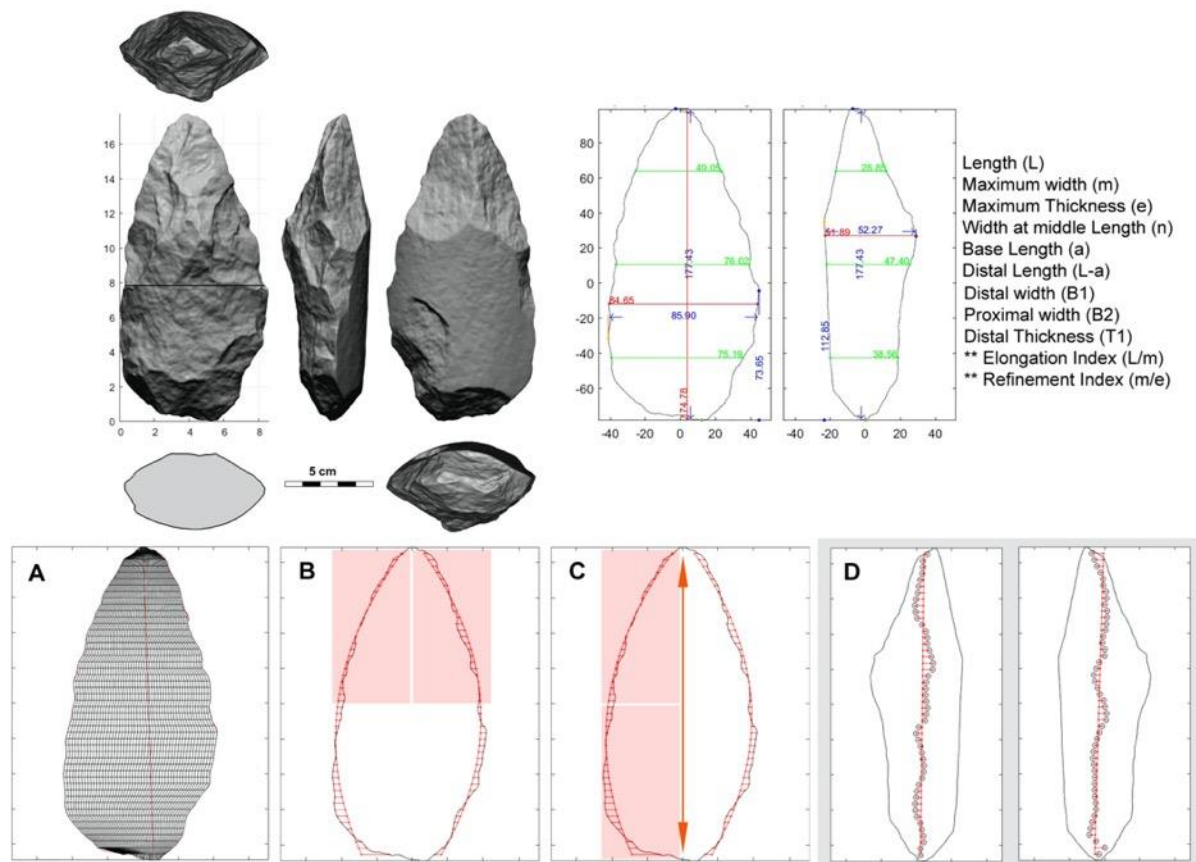 16
14
12
10
8
6
4
2
0
0 2 4 6 8
5 cm
80
60
40
20
0
-20
-40
-60
-40 -20 0 20 40
-40 -20 0 20 40
49.05
76.02
177.43
84.65
85.90
75.19
73.65
174.78
28.85
51.89
52.27
47.40
177.43
112.85
38.56
Length (L)
Maximum width (m)
Maximum Thickness (e)
Width at middle Length (n)
Base Length (a)
Distal Length (L-a)
Distal width (B1)
Proximal width (B2)
Distal Thickness (T1)
** Elongation Index (L/m)
** Refinement Index (m/e)
A
B
C
D